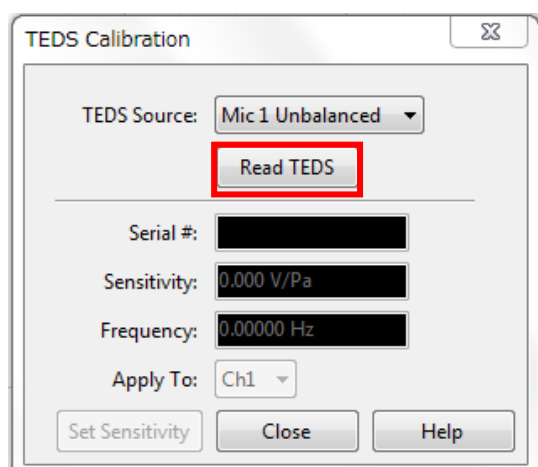 TEDS Calibration
TEDS Source: Mic 1 Unbalanced
Read TEDS
Serial #:
Sensitivity: 0.000 V/Pa
Frequency: 0.00000 Hz
Apply To: Ch1
Set Sensitivity Close Help